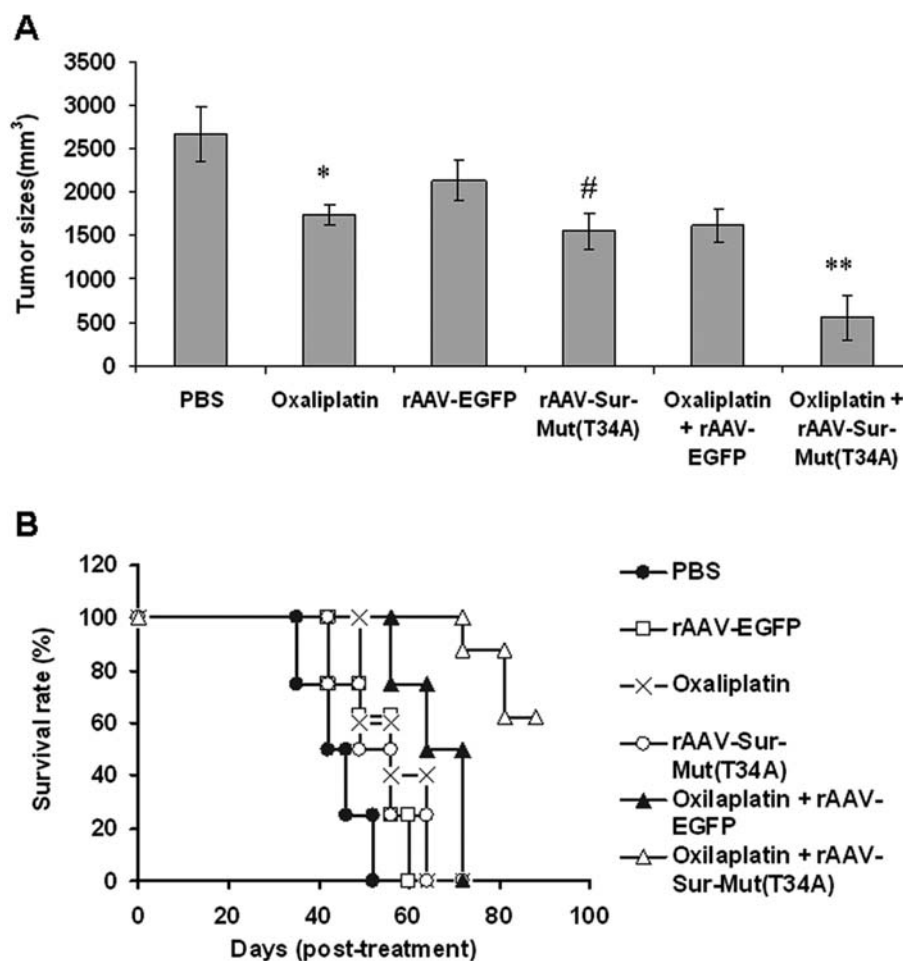 A
3500
3000
2500
2000
1500
1000
500
0
Tumor sizes(mm³)
*
#
**
PBS
Oxaliplatin
rAAV-EGFP
rAAV-Sur-
Mut(T34A)
Oxaliplatin
+ rAAV-
EGFP
Oxliplatin +
rAAV-Sur-
Mut(T34A)
B
120
100
80
60
40
20
0
Survival rate (%)
0
20
40
60
80
100
Days (post-treatment)
PBS
rAAV-EGFP
Oxaliplatin
rAAV-Sur-
Mut(T34A)
Oxilaplatin + rAAV-
EGFP
Oxilaplatin + rAAV-
Sur-Mut(T34A)